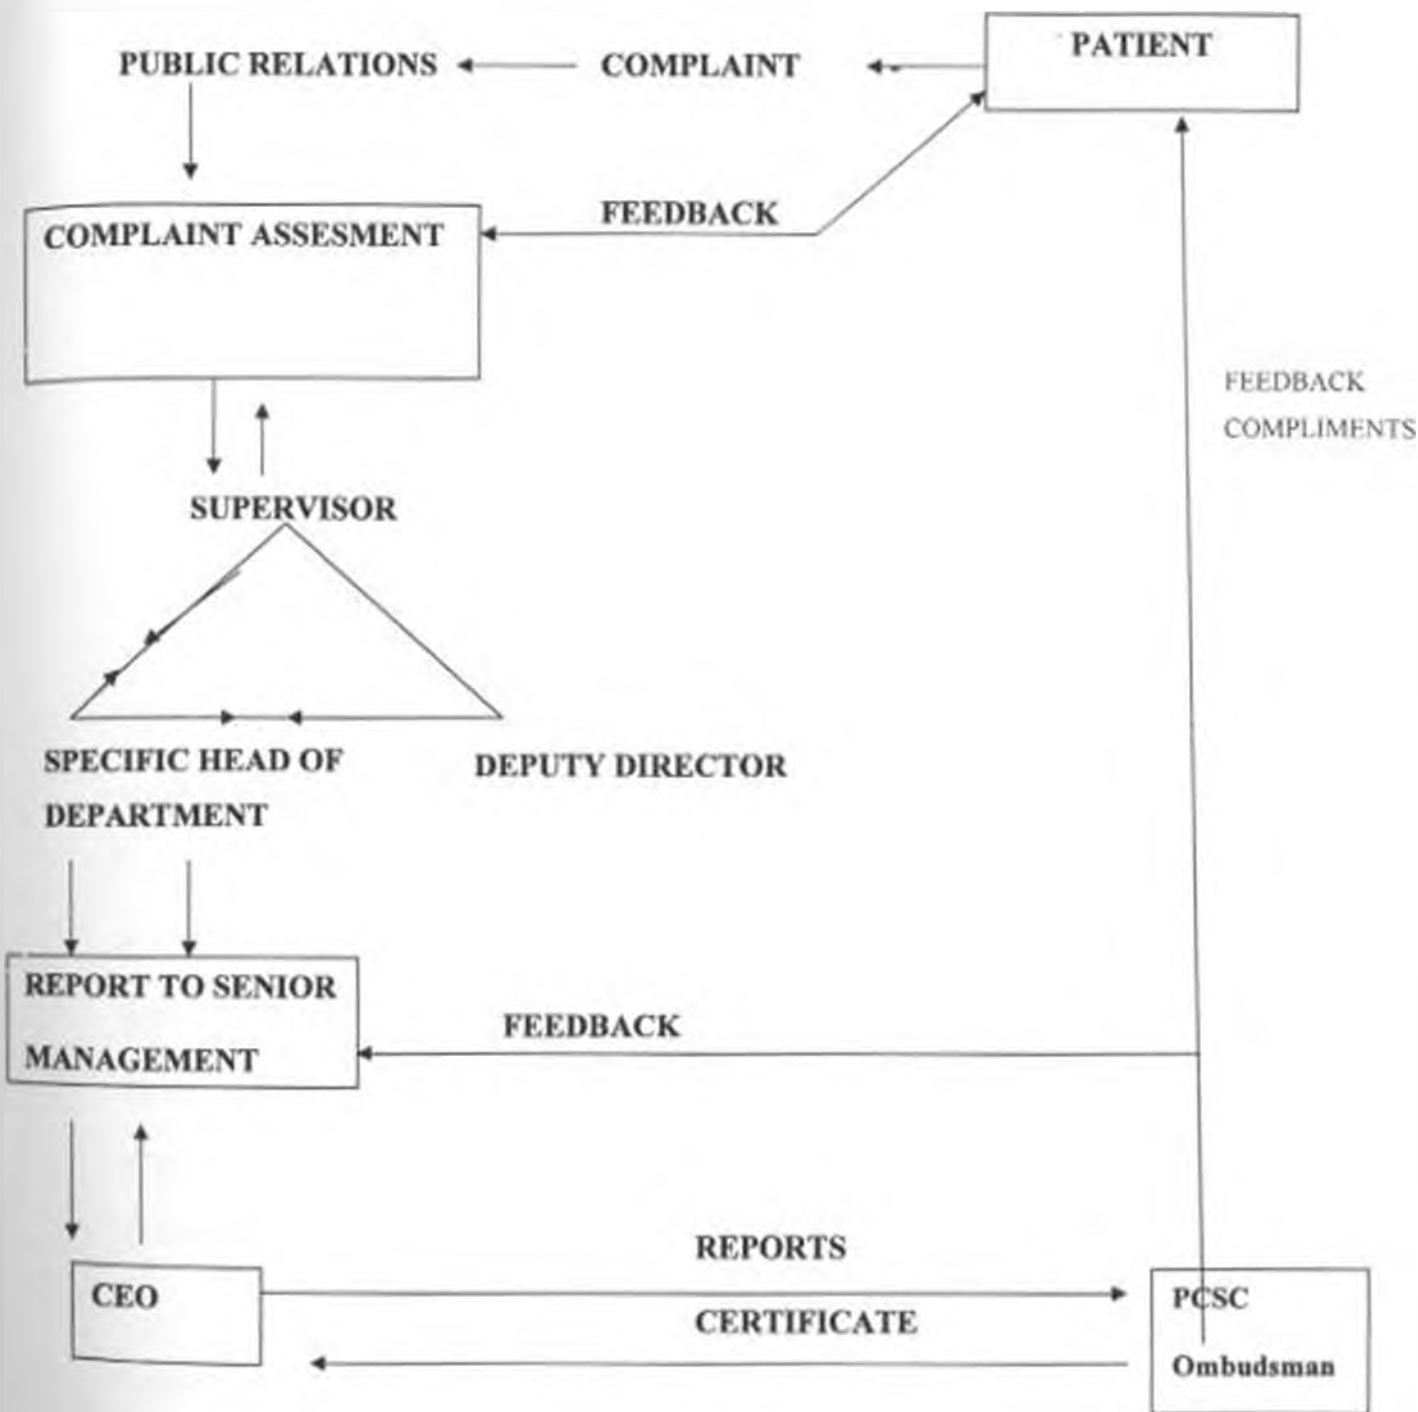 PATIENT
PUBLIC RELATIONS
COMPLAINT
COMPLAINT ASSESMENT
FEEDBACK
FEEDBACK
COMPLIMENTS
SUPERVISOR
SPECIFIC HEAD OF
DEPARTMENT
DEPUTY DIRECTOR
REPORT TO SENIOR
MANAGEMENT
FEEDBACK
REPORTS
CEO
CERTIFICATE
PCSC
Ombudsman